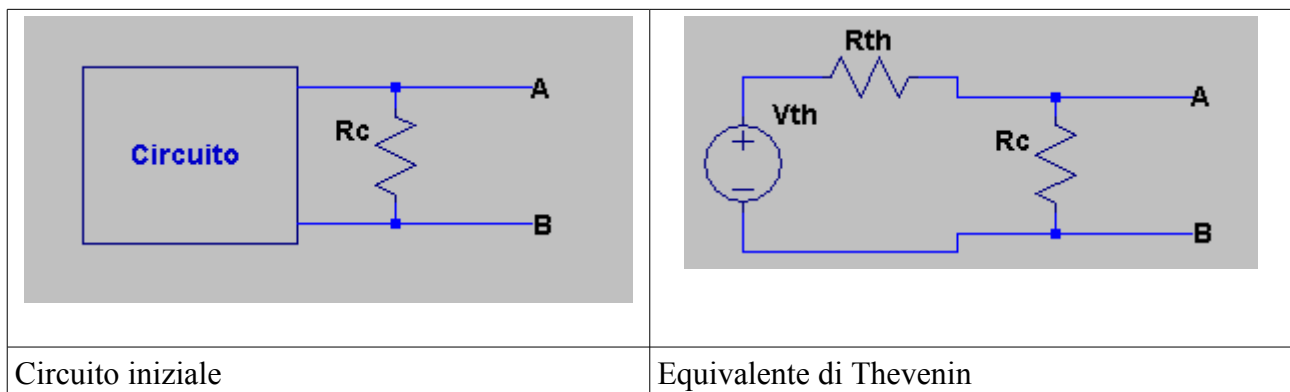 Circuito
Rc
A
B
Rth
Vth
Rc
A
B
Circuito iniziale
Equivalente di Thevenin